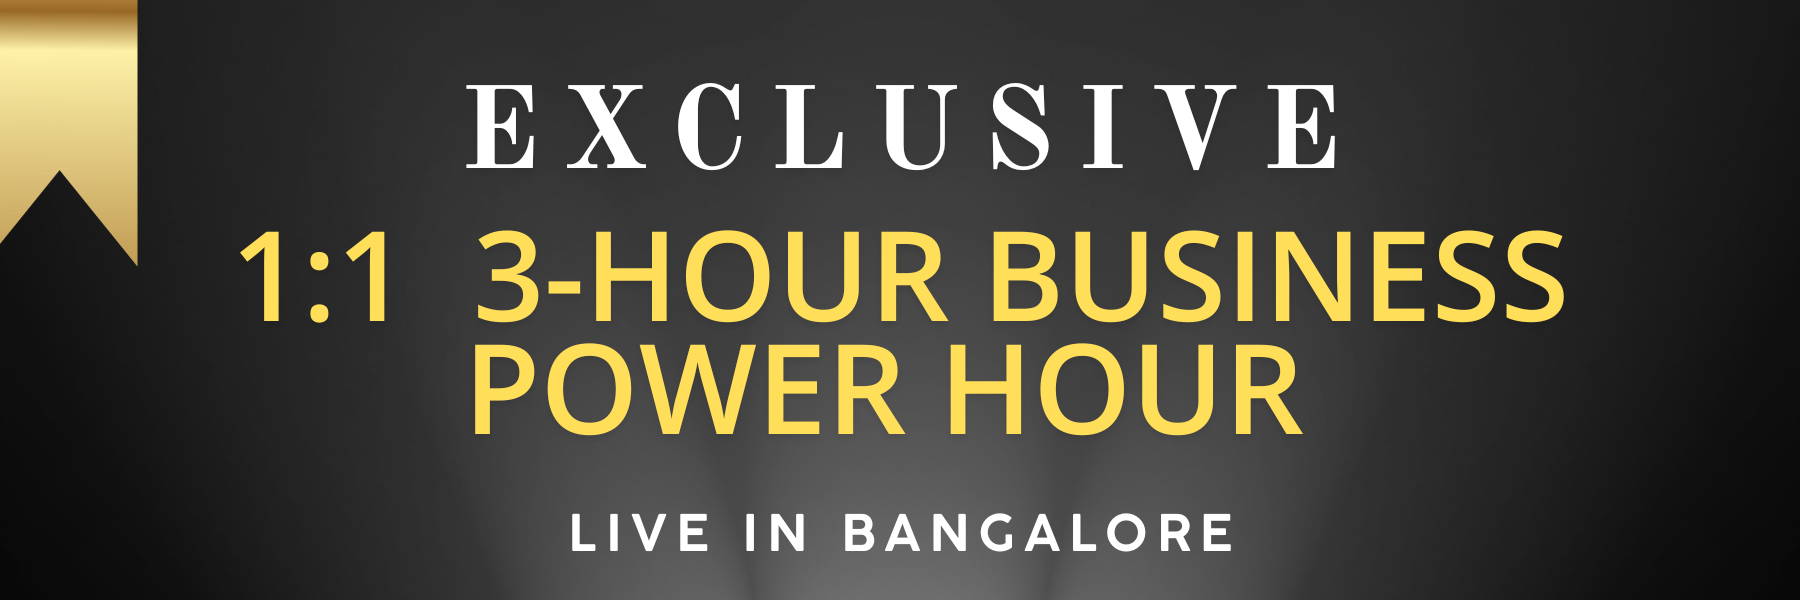 EXCLUSIVE
1:1 3-HOUR BUSINESS
POWER HOUR
LIVE IN BANGALORE